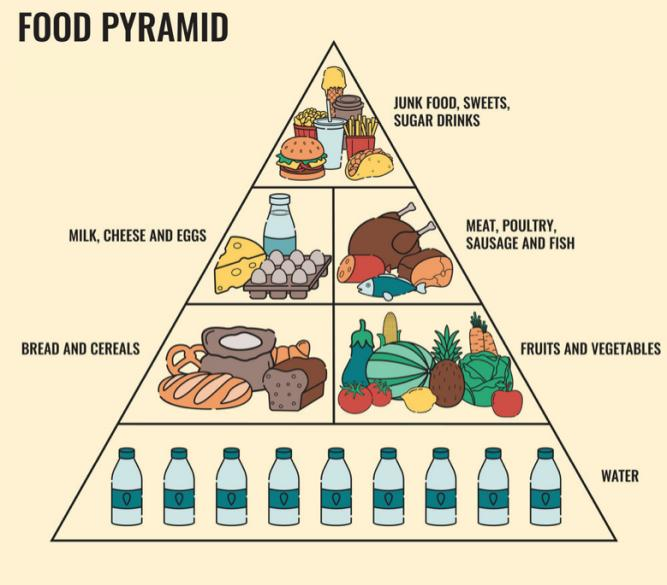 FOOD PYRAMID
JUNK FOOD, SWEETS,
SUGAR DRINKS
MILK, CHEESE AND EGGS
MEAT, POULTRY,
SAUSAGE AND FISH
BREAD AND CEREALS
FRUITS AND VEGETABLES
WATER